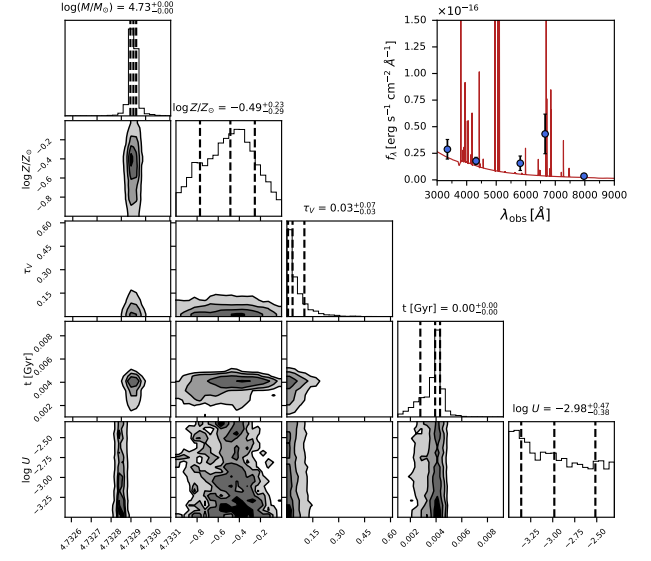 log(M/M⊙) = 4.73+0.00 −0.00
×10−16
1.50
1.25
1.00
0.75
0.50
0.25
0.00
fλ [erg s−1 cm−2 Å−1]
3000 4000 5000 6000 7000 8000 9000
λobs [Å]
log Z/Z⊙ = −0.49+0.23 −0.29
log Z/Z⊙
−0.2
−0.4
−0.6
−0.8
τV = 0.03+0.07 −0.03
τV
0.60
0.45
0.30
0.15
t [Gyr] = 0.00+0.00 −0.00
t [Gyr]
0.008
0.006
0.004
0.002
log U = −2.98+0.47 −0.38
log U
−2.50
−2.75
−3.00
−3.25
4.7326 4.7327 4.7328 4.7329 4.7330 4.7331
−0.8 −0.6 −0.4 −0.2
0.15 0.30 0.45 0.60
0.002 0.004 0.006 0.008
−3.25 −3.00 −2.75 −2.50